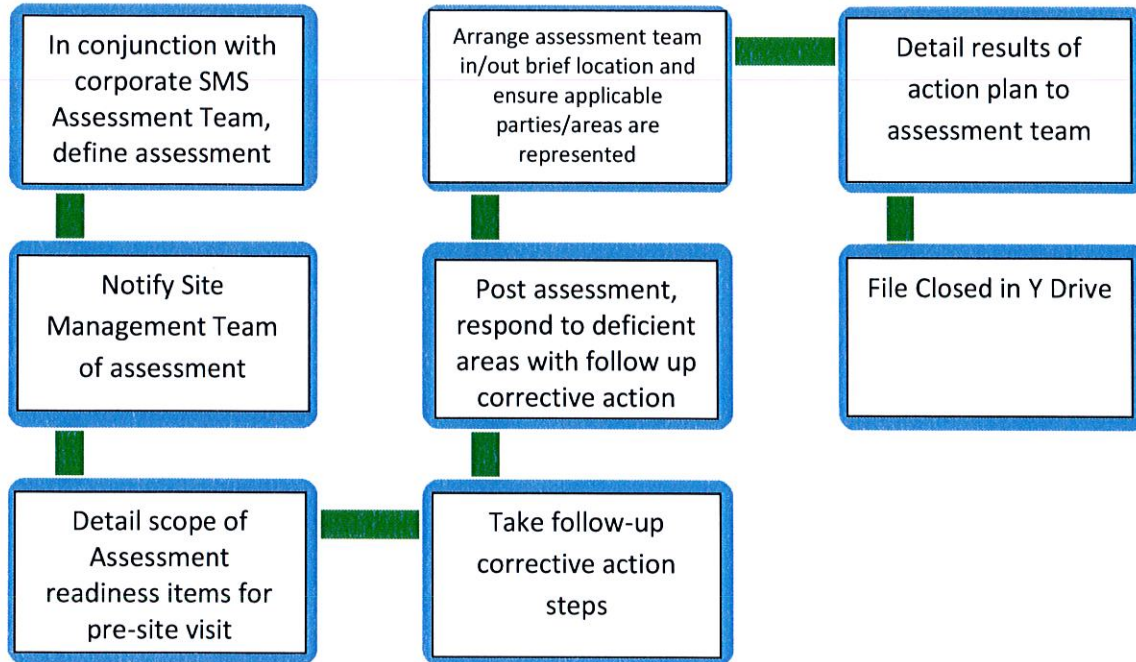 In conjunction with
corporate SMS
Assessment Team,
define assessment
Notify Site
Management Team
of assessment
Detail scope of
Assessment
readiness items for
pre-site visit
Take follow-up
corrective action
steps
Post assessment,
respond to deficient
areas with follow up
corrective action
Arrange assessment team
in/out brief location and
ensure applicable
parties/areas are
represented
Detail results of
action plan to
assessment team
File Closed in Y Drive